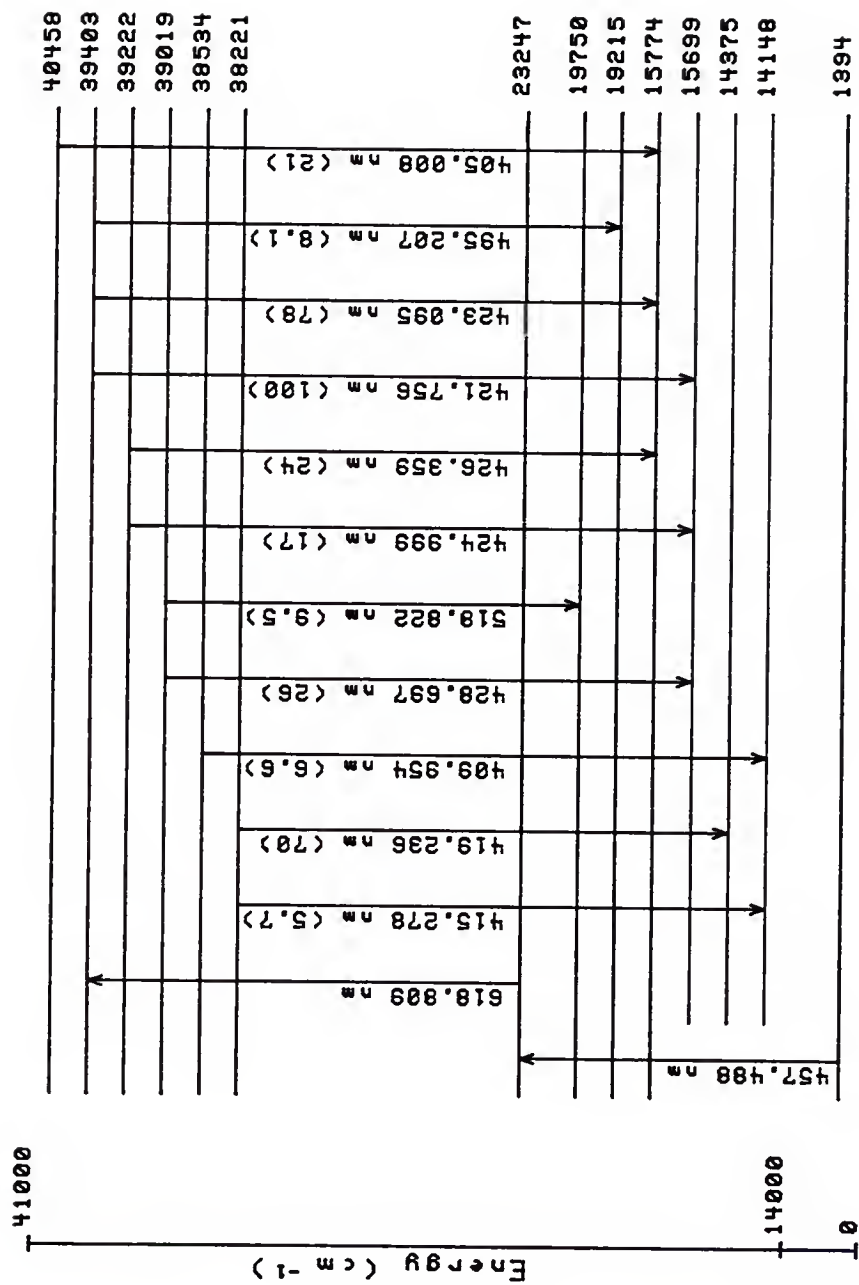 40458
39403
39222
39019
38534
38221
23247
19750
19215
15774
15699
14375
14148
1394
405.008 nm (21)
495.207 nm (8.1)
423.095 nm (78)
421.756 nm (100)
426.359 nm (24)
424.999 nm (17)
518.822 nm (9.5)
428.697 nm (26)
409.954 nm (6.6)
419.236 nm (70)
415.278 nm (5.7)
618.809 nm
457.488 nm
41000
14000
0
Energy (cm⁻¹)